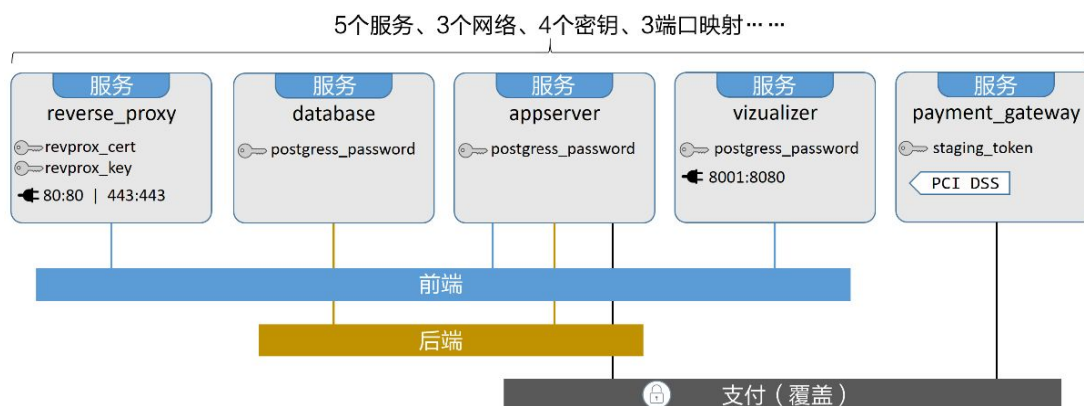 5个服务、3个网络、4个密钥、3端口映射……
服务
reverse_proxy
revprox_cert
revprox_key
80:80 | 443:443
服务
database
postgress_password
服务
appserver
postgress_password
服务
vizualizer
postgress_password
8001:8080
服务
payment_gateway
staging_token
PCI DSS
前端
后端
支付(覆盖)